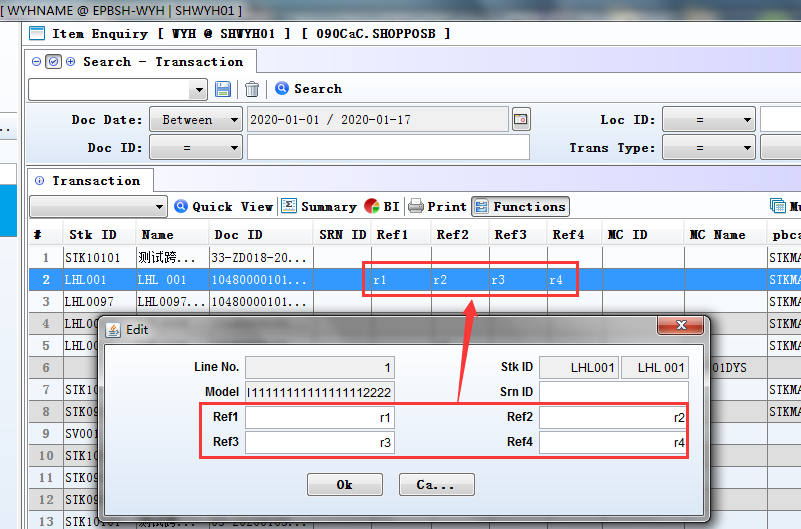 [ WYHNAME @ EPBSH-WYH | SHWYH01 ]
Item Enquiry [ WYH @ SHWYH01 ] [ 090CaC.SHOPPOSB ]
Search - Transaction
Search
Doc Date: Between 2020-01-01 / 2020-01-17 Loc ID: =
Doc ID: = Trans Type: =
Transaction
Quick View Summary BI Print Functions Mu
# Stk ID Name Doc ID SRN ID Ref1 Ref2 Ref3 Ref4 MC ID MC Name pbca
1 STK10101 测试跨... 33-ZD018-20... STKMA
2 LHL001 LHL 001 10480000101... r1 r2 r3 r4 STKMA
3 LHL0097 LHL0097... 10480000101... STKMA
4 LHL00 STKMA
5 LHL00 STKMA
6 01DYS
7 STK10 STKMA
8 STK09 STKMA
9 SV001
10 STK10
11 STK09
12 STK09
13 STK10101 测试跨...
Edit
Line No. 1 Stk ID LHL001 LHL 001
Model Srn ID
Ref1 r1 Ref2 r2
Ref3 r3 Ref4 r4
Ok Ca...